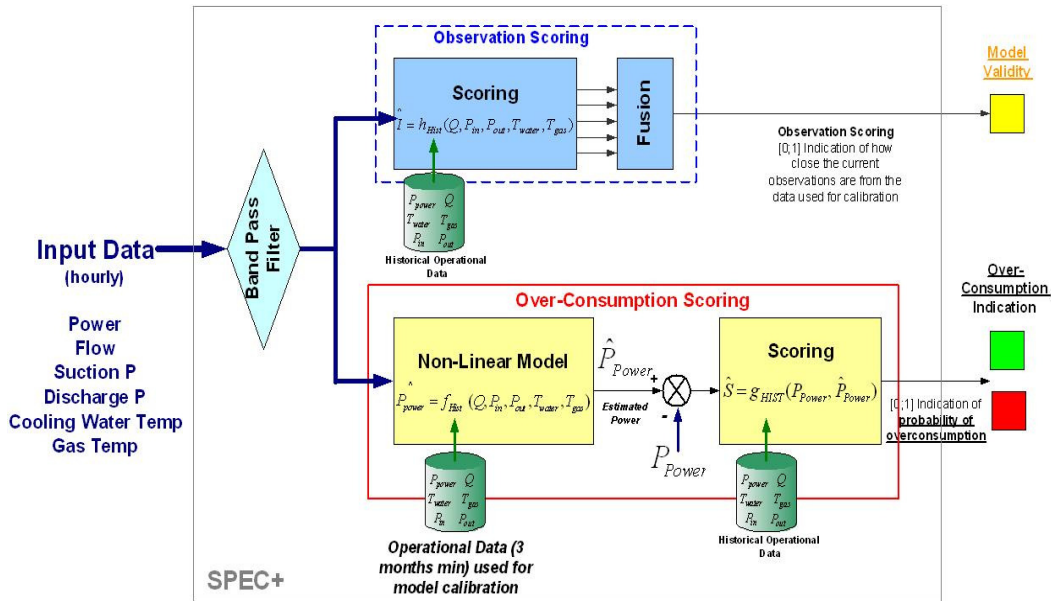 Observation Scoring
Scoring
Î = h_Hist (Q, P_in, P_out, T_water, T_gas)
Fusion
Model
Validity
Observation Scoring
[0;1] Indication of how
close the current
observations are from the
data used for calibration
P_power Q
T_water T_gas
P_in P_out
Historical Operational
Data
Input Data
(hourly)
Power
Flow
Suction P
Discharge P
Cooling Water Temp
Gas Temp
Band Pass
Filter
Over-Consumption Scoring
Non-Linear Model
P̂_power = f_Hist (Q, P_in, P_out, T_water, T_gas)
P̂_Power
+
Estimated
Power
-
P_Power
Scoring
Ŝ = g_HIST (P_Power, P̂_Power)
Over-
Consumption
Indication
[0;1] Indication of
probability of
overconsumption
P_power Q
T_water T_gas
P_in P_out
Operational Data (3
months min) used for
model calibration
P_power Q
T_water T_gas
P_in P_out
Historical Operational
Data
SPEC+